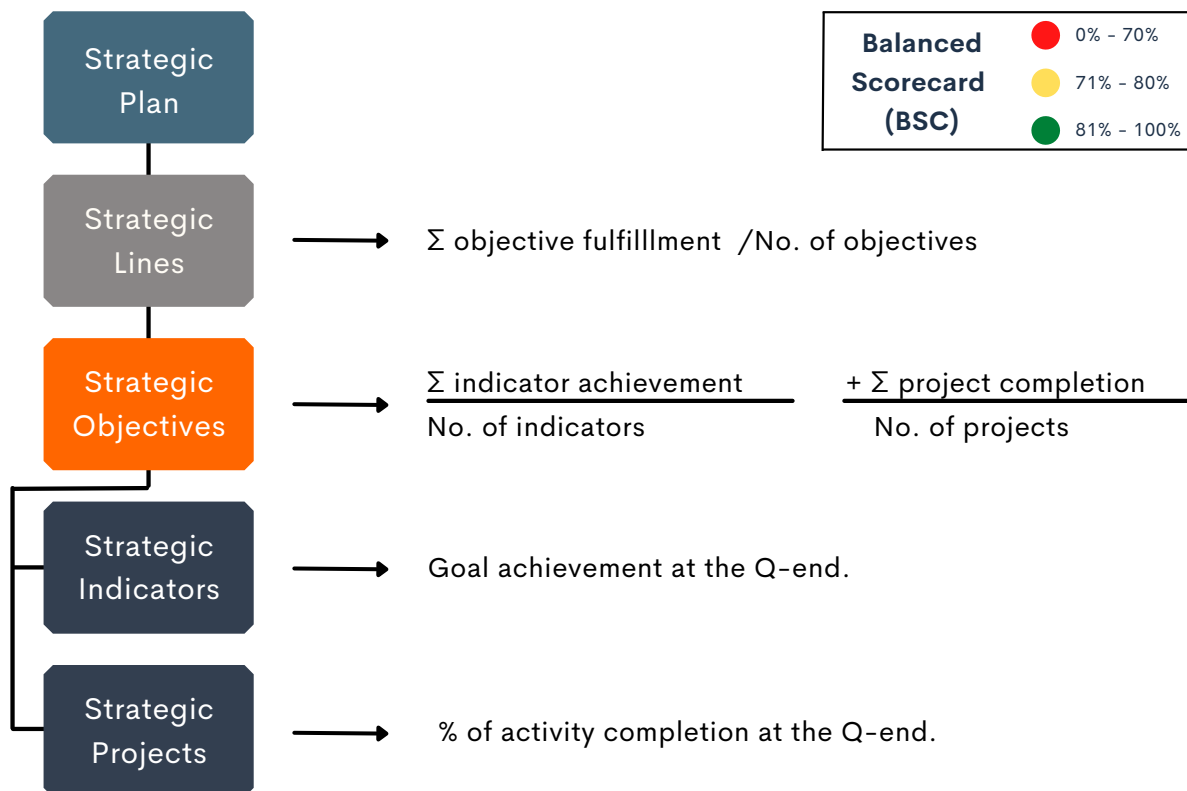 Strategic
Plan
Balanced
Scorecard
(BSC)
0% - 70%
71% - 80%
81% - 100%
Strategic
Lines
Σ objective fulfilllment /No. of objectives
Strategic
Objectives
Σ indicator achievement
No. of indicators
+ Σ project completion
No. of projects
Strategic
Indicators
Goal achievement at the Q-end.
Strategic
Projects
% of activity completion at the Q-end.